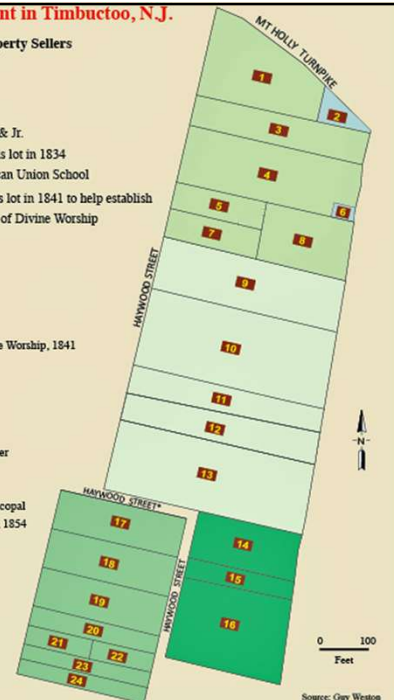 nt in Timbuctoo, N.J.
perty Sellers
& Jr.
s lot in 1834
can Union School
s lot in 1841 to help establish
of Divine Worship
e Worship, 1841
er
copal
, 1854
MT HOLLY TURNPIKE
1
2
3
4
5
6
7
8
HAYWOOD STREET
9
10
11
12
13
-N-
HAYWOOD STREET*
17
14
18
15
HAYWOOD STREET
19
16
20
21
22
23
24
0 100
Feet
Source: Guy Weston